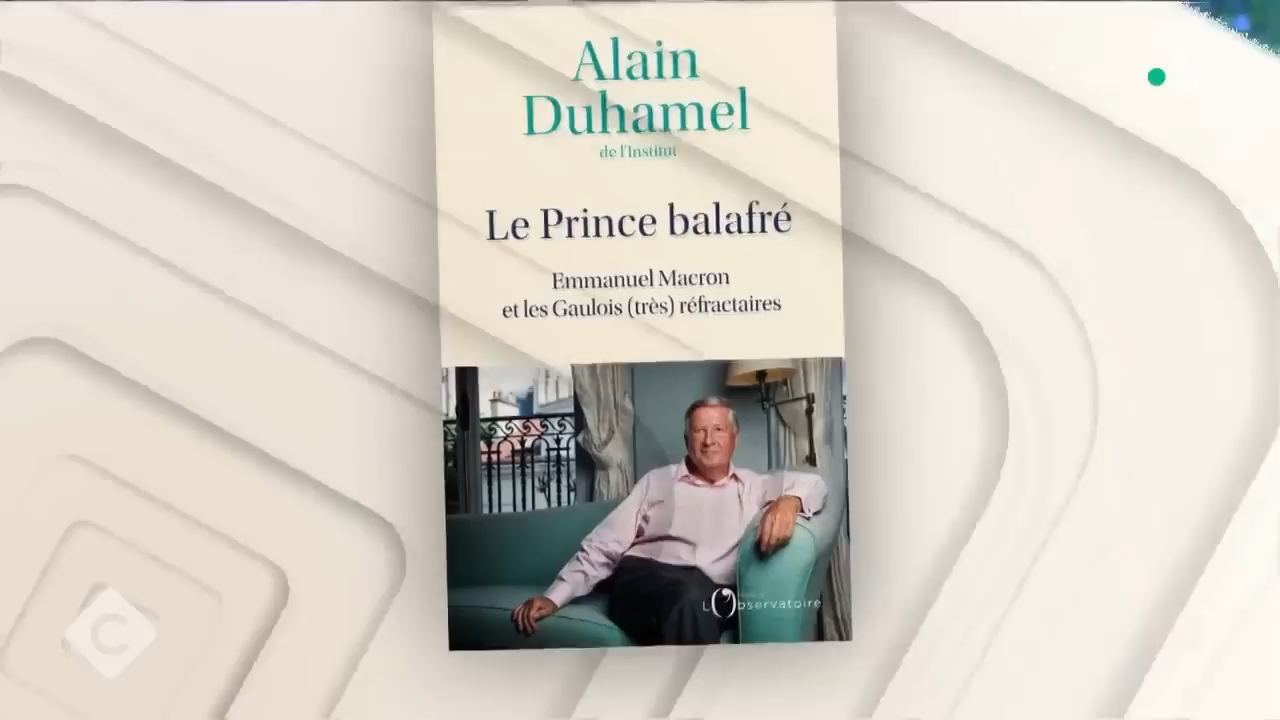 Alain
Duhamel
de l'Institut
Le Prince balafré
Emmanuel Macron
et les Gaulois (très) réfractaires
L'Observatoire
C